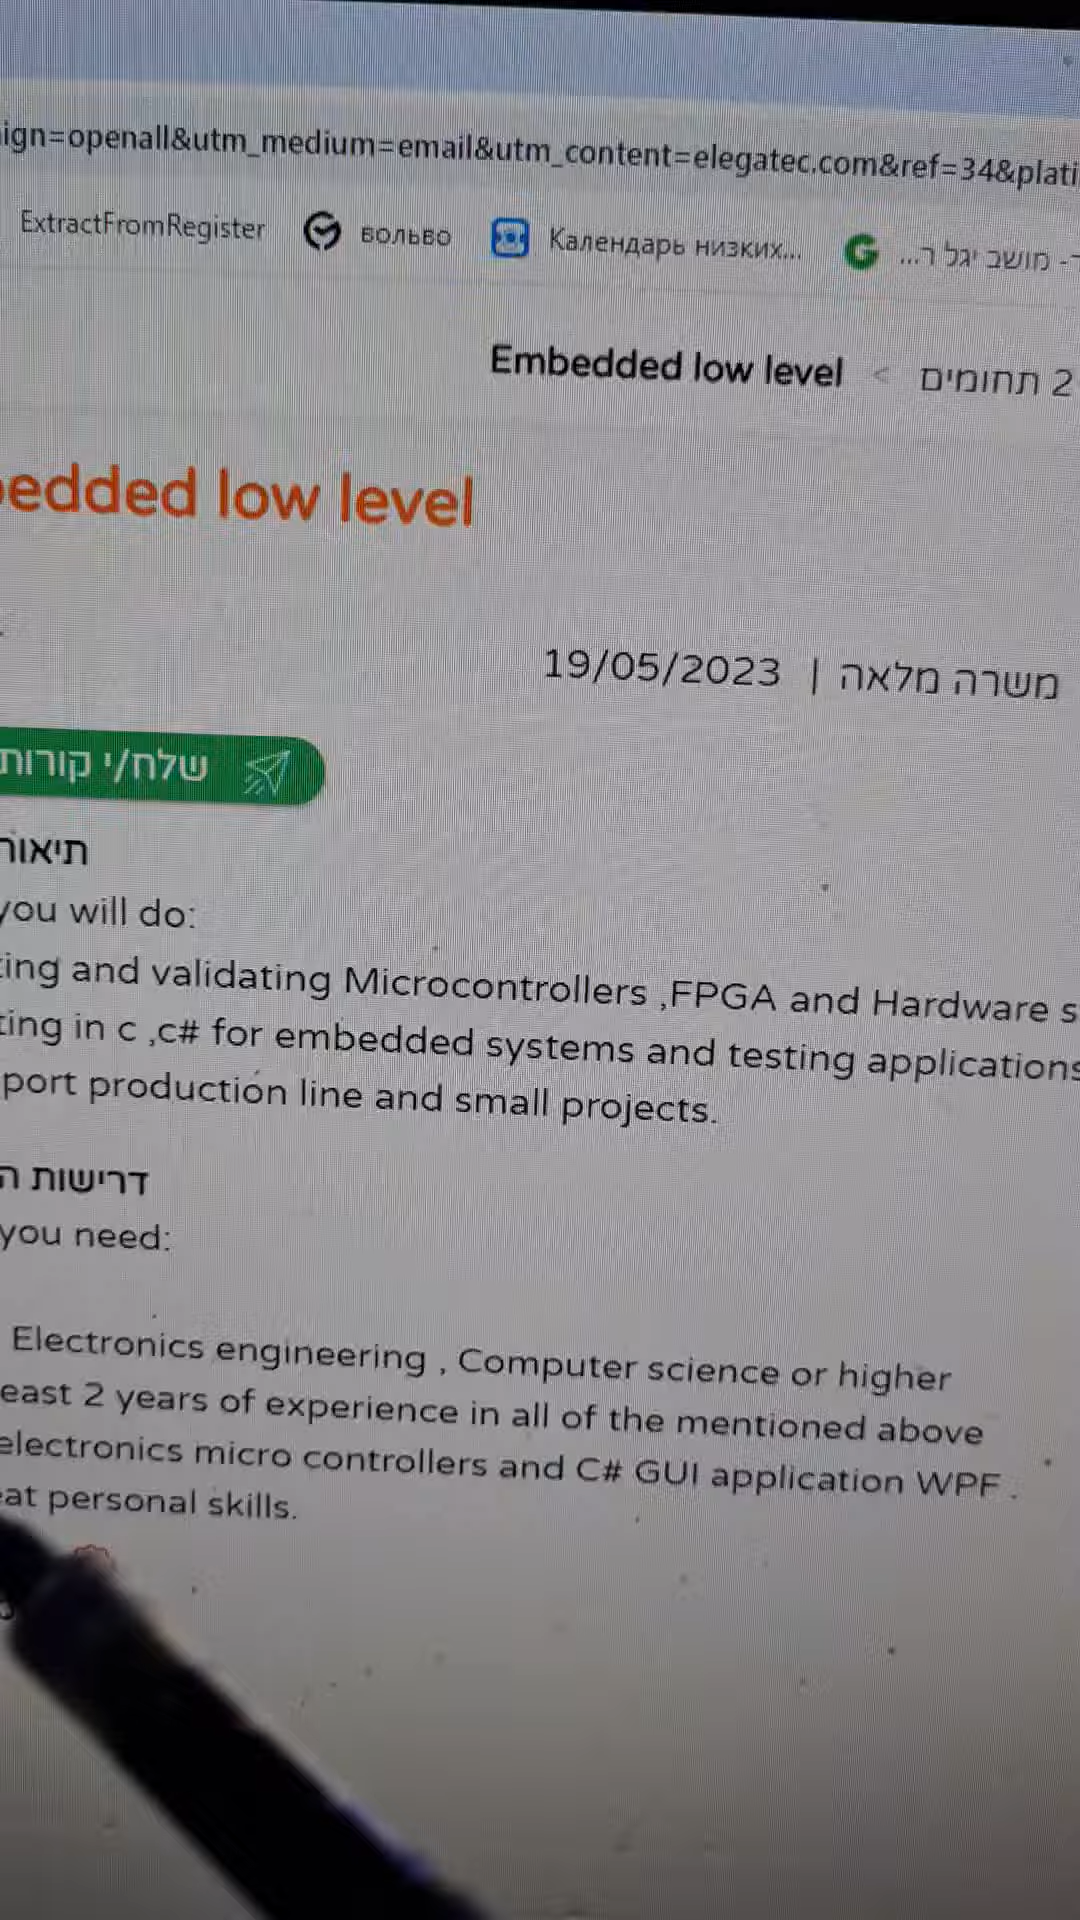 ign=openall&utm_medium=email&utm_content=elegatec.com&ref=34&plati
ExtractFromRegister вольво Календарь низких... ...מושב יגל ר -
2 תחומים > Embedded low level
edded low level
משרה מלאה | 19/05/2023
שלח/י קורות
תיאור
you will do:
ing and validating Microcontrollers ,FPGA and Hardware s
ting in c ,c# for embedded systems and testing applications
port production line and small projects.
דרישות ה
you need:
Electronics engineering , Computer science or higher
east 2 years of experience in all of the mentioned above
electronics micro controllers and C# GUI application WPF .
eat personal skills.